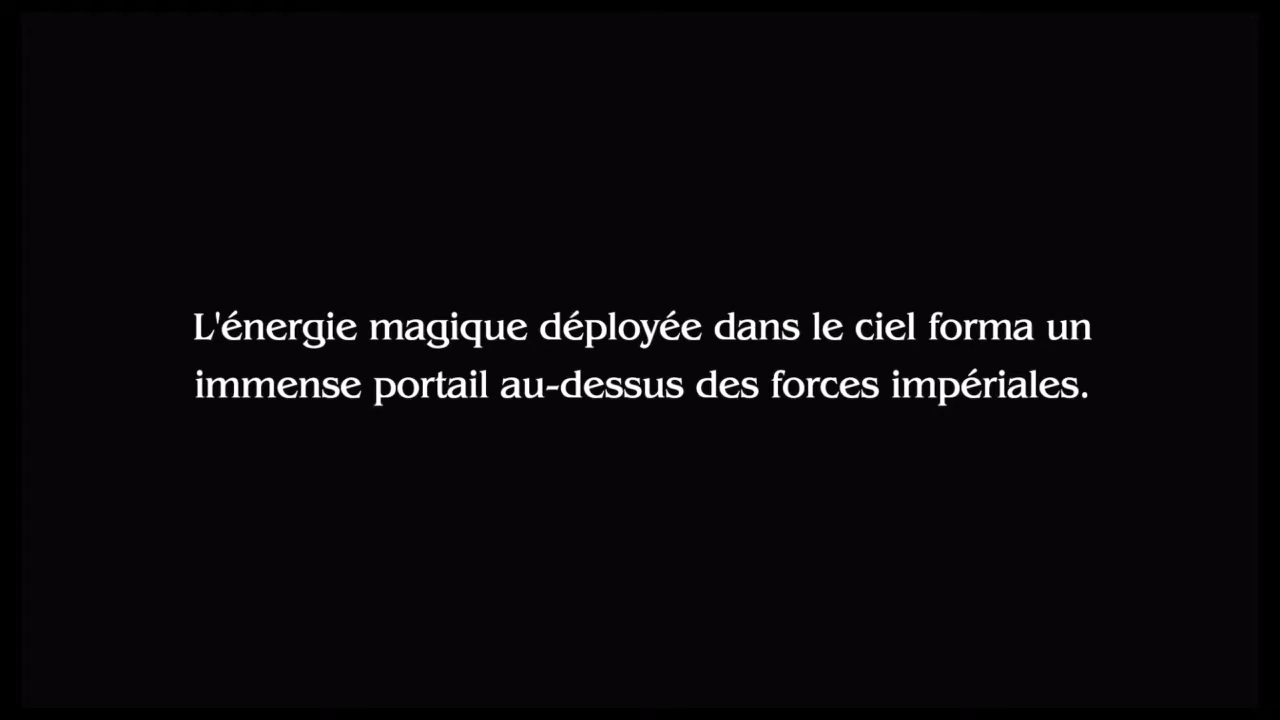 L'énergie magique déployée dans le ciel forma un
immense portail au-dessus des forces impériales.